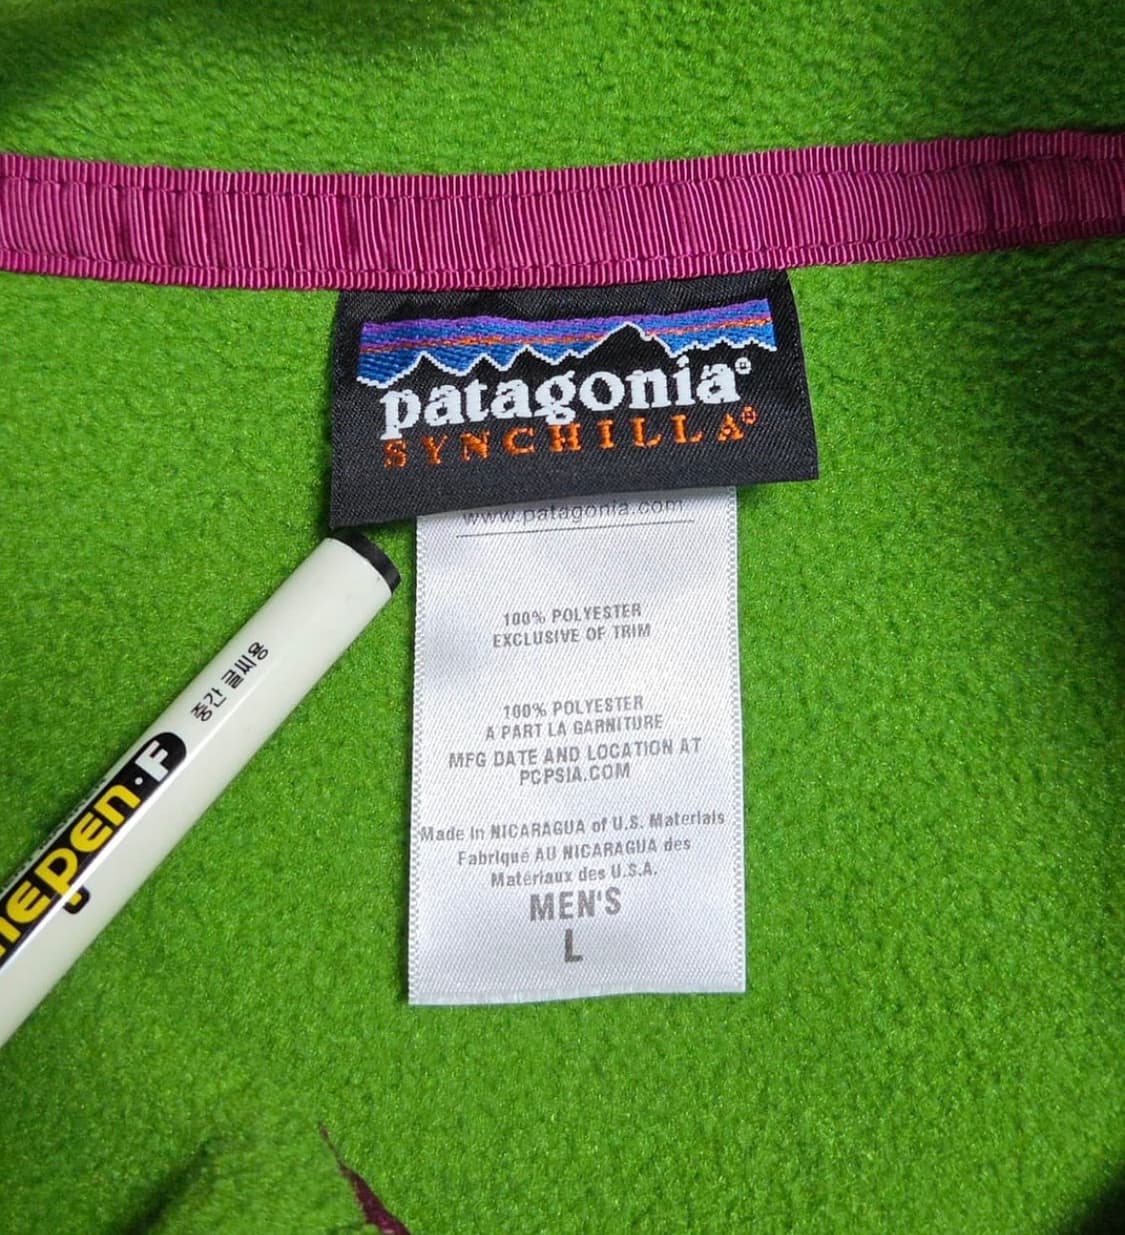 patagonia®
SYNCHILLA®
www.patagonia.com
100% POLYESTER
EXCLUSIVE OF TRIM
100% POLYESTER
A PART LA GARNITURE
MFG DATE AND LOCATION AT
PCPSIA.COM
Made in NICARAGUA of U.S. Materials
Fabriqué AU NICARAGUA des
Matériaux des U.S.A.
MEN'S
L
중간 글씨용
mepen·F